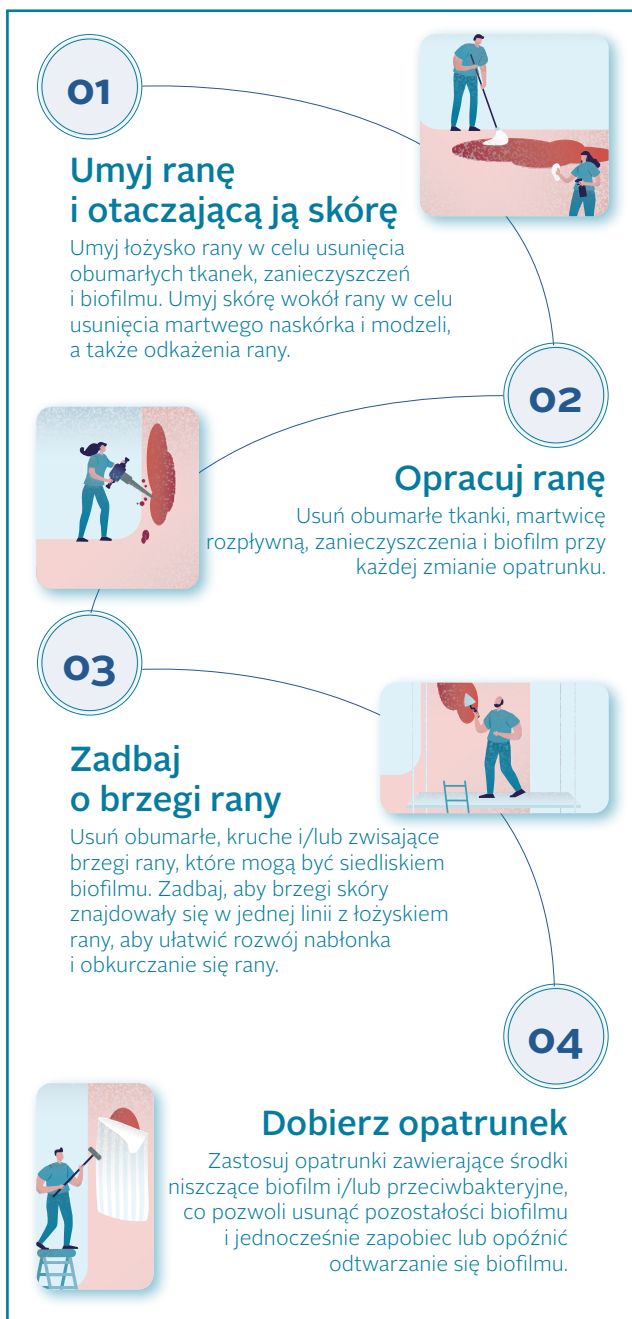 01
Umyj ranę
i otaczającą ją skórę
Umyj łożysko rany w celu usunięcia
obumarłych tkanek, zanieczyszczeń
i biofilmu. Umyj skórę wokół rany w celu
usunięcia martwego naskórka i modzeli,
a także odkażenia rany.
02
Opracuj ranę
Usuń obumarłe tkanki, martwicę
rozpływną, zanieczyszczenia i biofilm przy
każdej zmianie opatrunku.
03
Zadbaj
o brzegi rany
Usuń obumarłe, kruche i/lub zwisające
brzegi rany, które mogą być siedliskiem
biofilmu. Zadbaj, aby brzegi skóry
znajdowały się w jednej linii z łożyskiem
rany, aby ułatwić rozwój nabłonka
i obkurczanie się rany.
04
Dobierz opatrunek
Zastosuj opatrunki zawierające środki
niszczące biofilm i/lub przeciwbakteryjne,
co pozwoli usunąć pozostałości biofilmu
i jednocześnie zapobiec lub opóźnić
odtwarzanie się biofilmu.